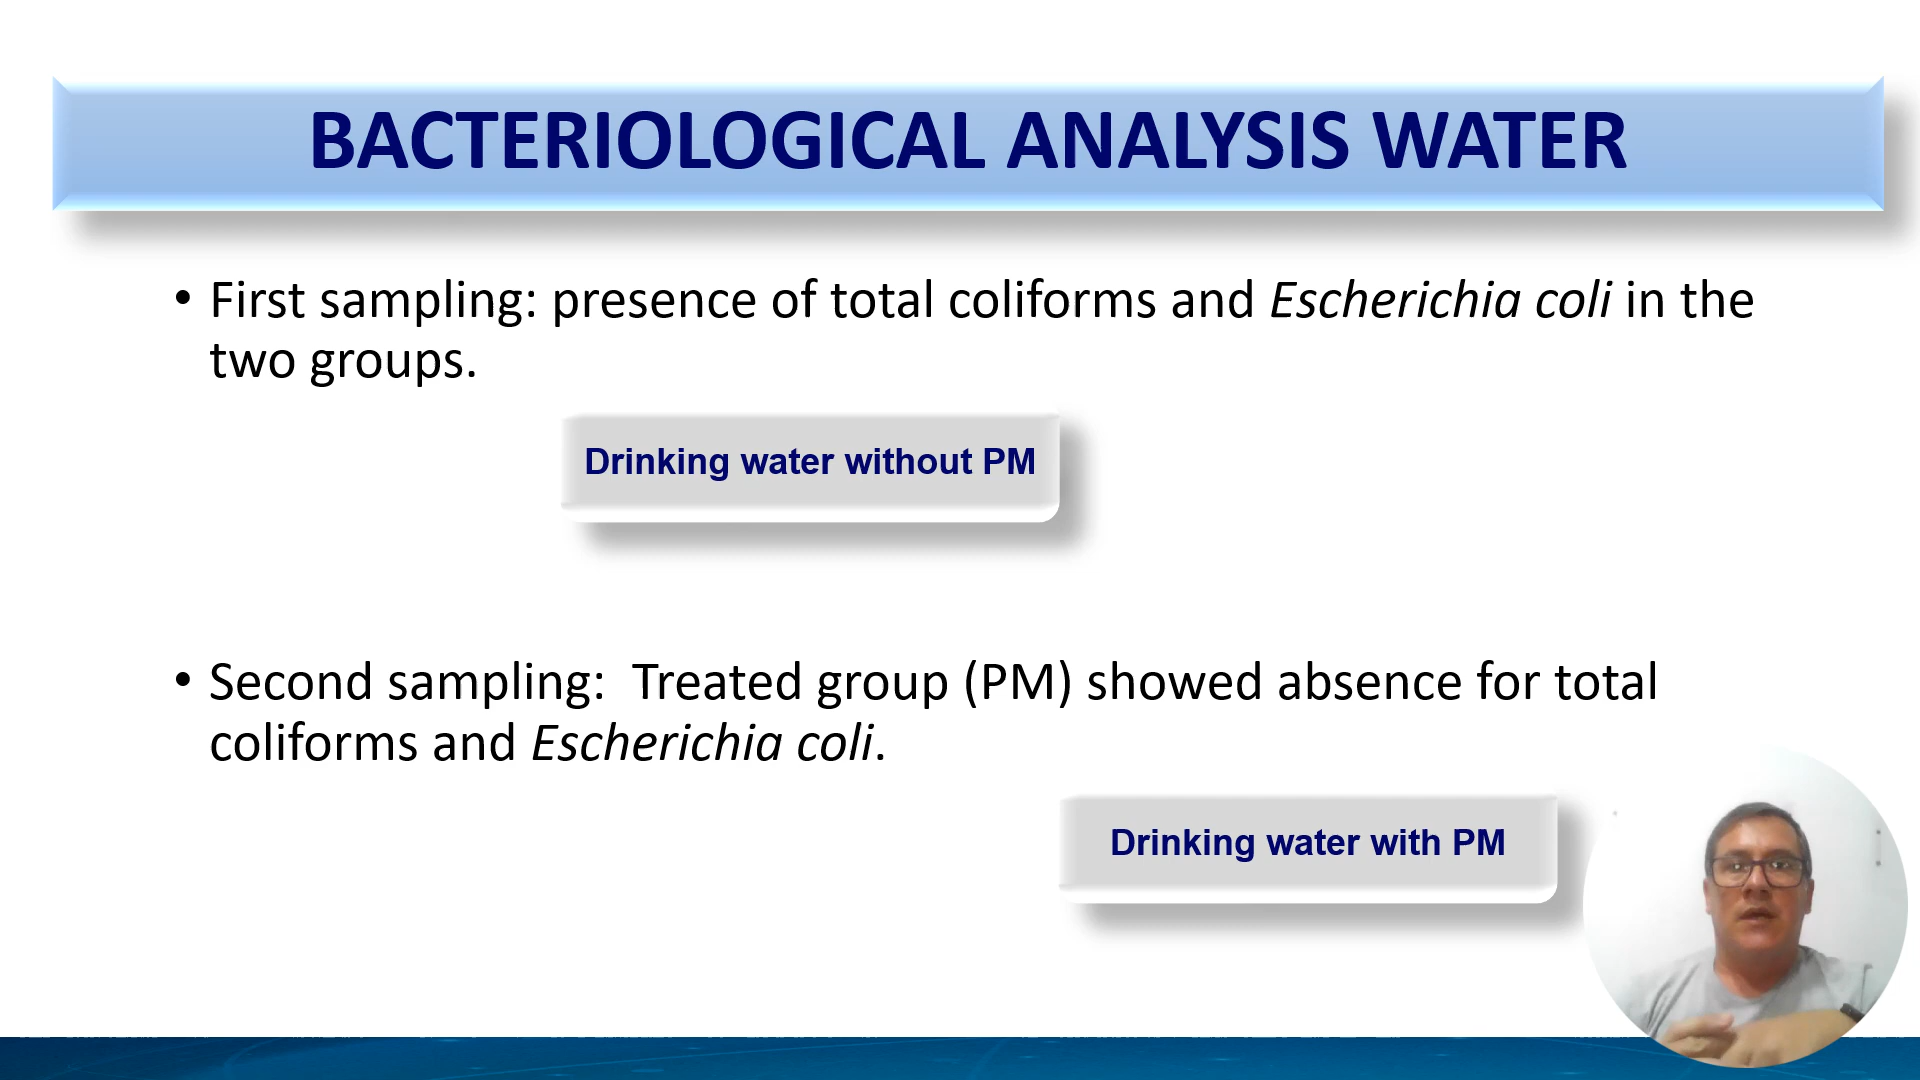 BACTERIOLOGICAL ANALYSIS WATER
• First sampling: presence of total coliforms and Escherichia coli in the
two groups.
Drinking water without PM
• Second sampling:  Treated group (PM) showed absence for total
coliforms and Escherichia coli.
Drinking water with PM